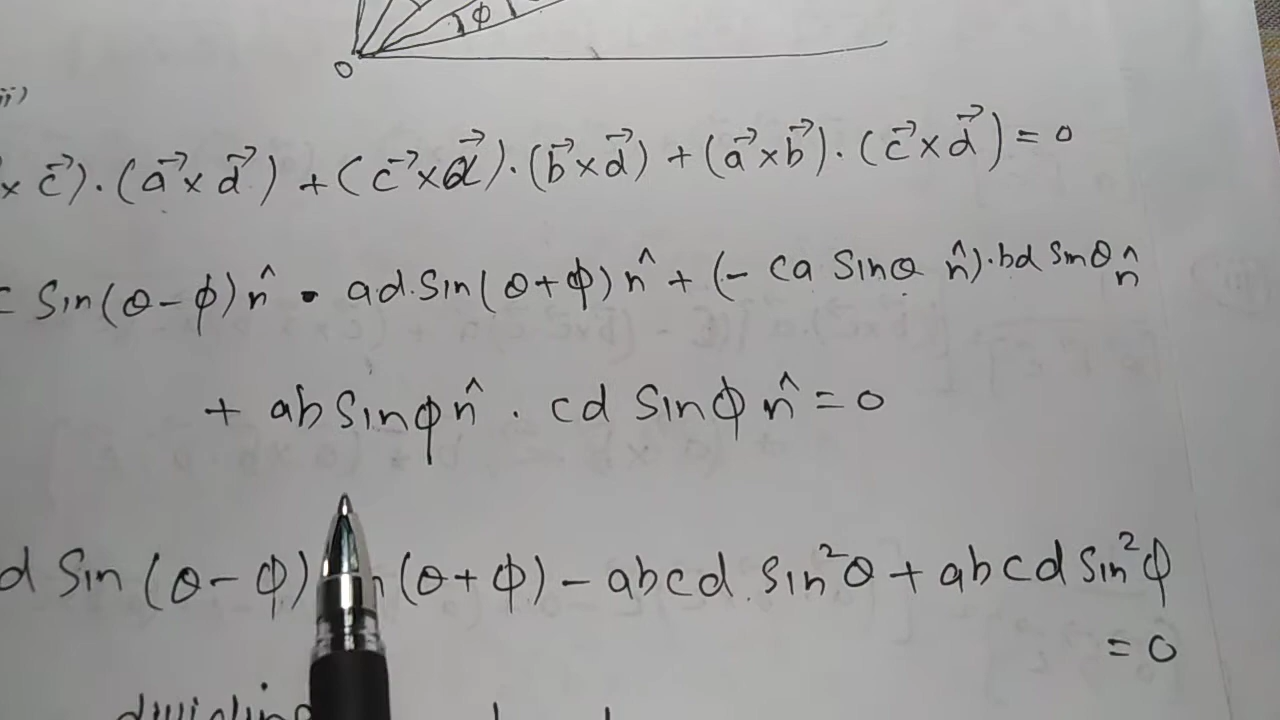 φ
O
ii)
× c⃗).(a⃗ × d⃗) + (c⃗ × a⃗).(b⃗ × d⃗) + (a⃗ × b⃗).(c⃗ × d⃗) = 0
c Sin(θ-φ) n̂ . ad.Sin(θ+φ) n̂ + (- ca Sinθ n̂).bd Sinθ n̂
+ ab Sinφ n̂ . cd Sinφ n̂ = 0
d Sin(θ-φ) (θ+φ) - abcd Sin²θ + abcd Sin²φ
= 0
dividing